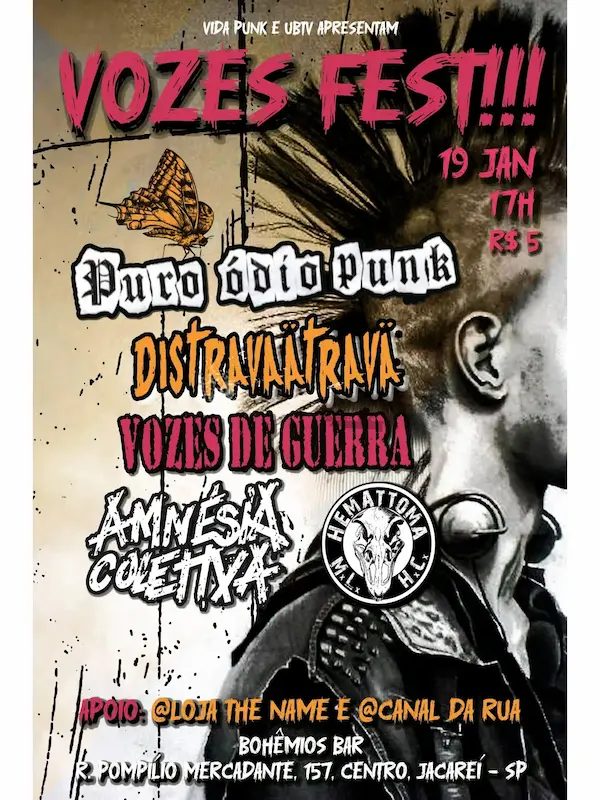 VIDA PUNK E UBTV APRESENTAM
VOZES FEST!!!
19 JAN
17H
R$ 5
Puro ódio punk
DISTRAVAÄTRAVÄ
VOZES DE GUERRA
AMNÉSIA
COLETIVA
HEMATTOMA
M.L.H.C.
APOIO: @LOJA THE NAME E @CANAL DA RUA
BOHÊMIOS BAR
R. POMPÍLIO MERCADANTE, 157, CENTRO, JACAREÍ - SP